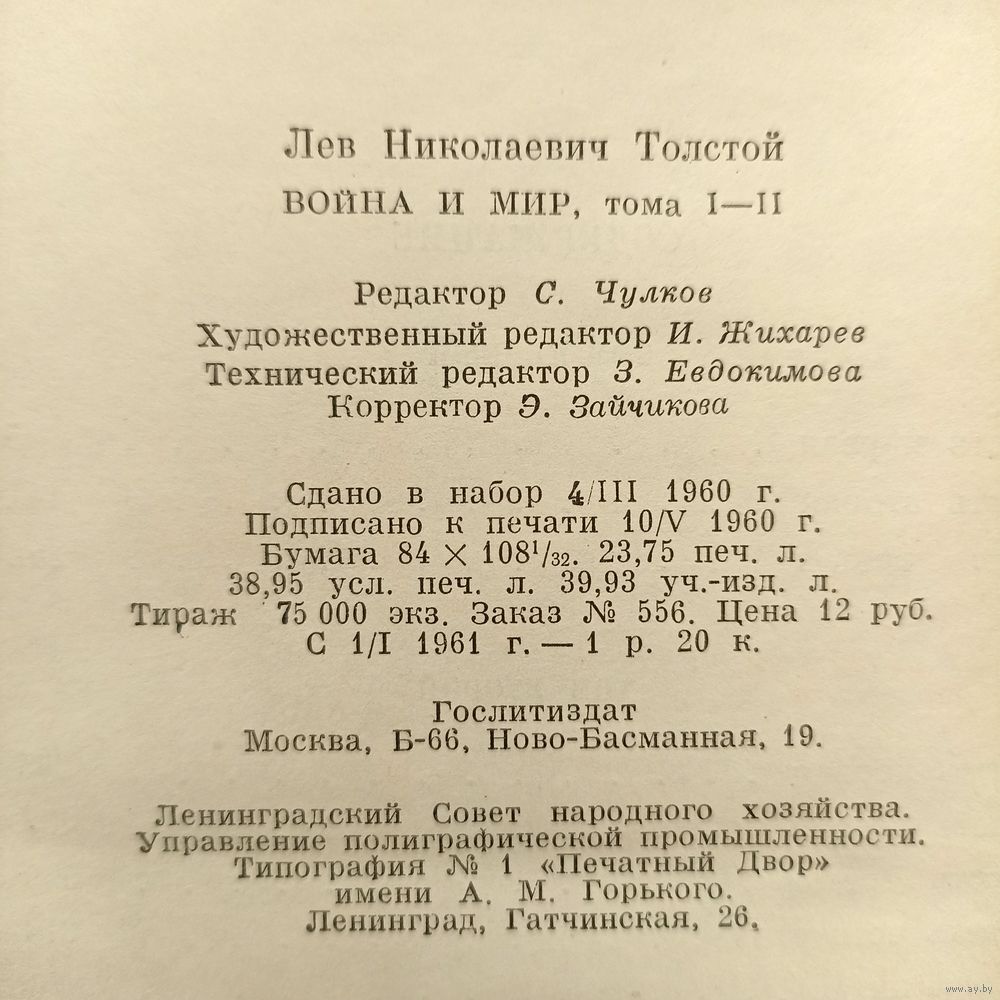 Лев Николаевич Толстой
ВОЙНА И МИР, тома I—II
Редактор С. Чулков
Художественный редактор И. Жихарев
Технический редактор З. Евдокимова
Корректор Э. Зайчикова
Сдано в набор 4/III 1960 г.
Подписано к печати 10/V 1960 г.
Бумага 84 × 108¹/₃₂. 23,75 печ. л.
38,95 усл. печ. л. 39,93 уч.-изд. л.
Тираж 75 000 экз. Заказ № 556. Цена 12 руб.
С 1/I 1961 г. — 1 р. 20 к.
Гослитиздат
Москва, Б-66, Ново-Басманная, 19.
Ленинградский Совет народного хозяйства.
Управление полиграфической промышленности.
Типография № 1 «Печатный Двор»
имени А. М. Горького.
Ленинград, Гатчинская, 26.
www.ay.by